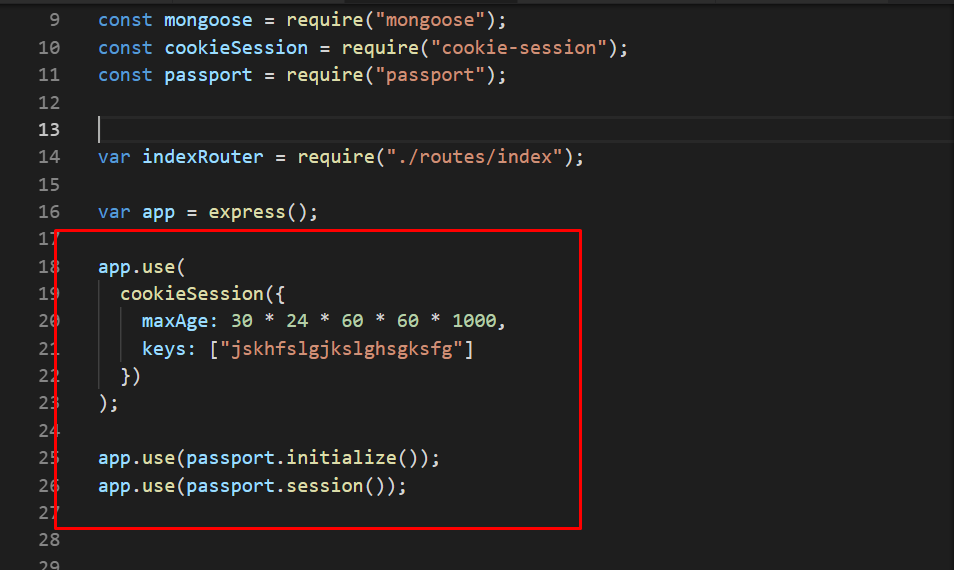 9 const mongoose = require("mongoose");
10 const cookieSession = require("cookie-session");
11 const passport = require("passport");
12
13
14 var indexRouter = require("./routes/index");
15
16 var app = express();
17
18 app.use(
19 cookieSession({
20 maxAge: 30 * 24 * 60 * 60 * 1000,
21 keys: ["jskhfslgjkslghsgksfg"]
22 })
23 );
24
25 app.use(passport.initialize());
26 app.use(passport.session());
27
28
29